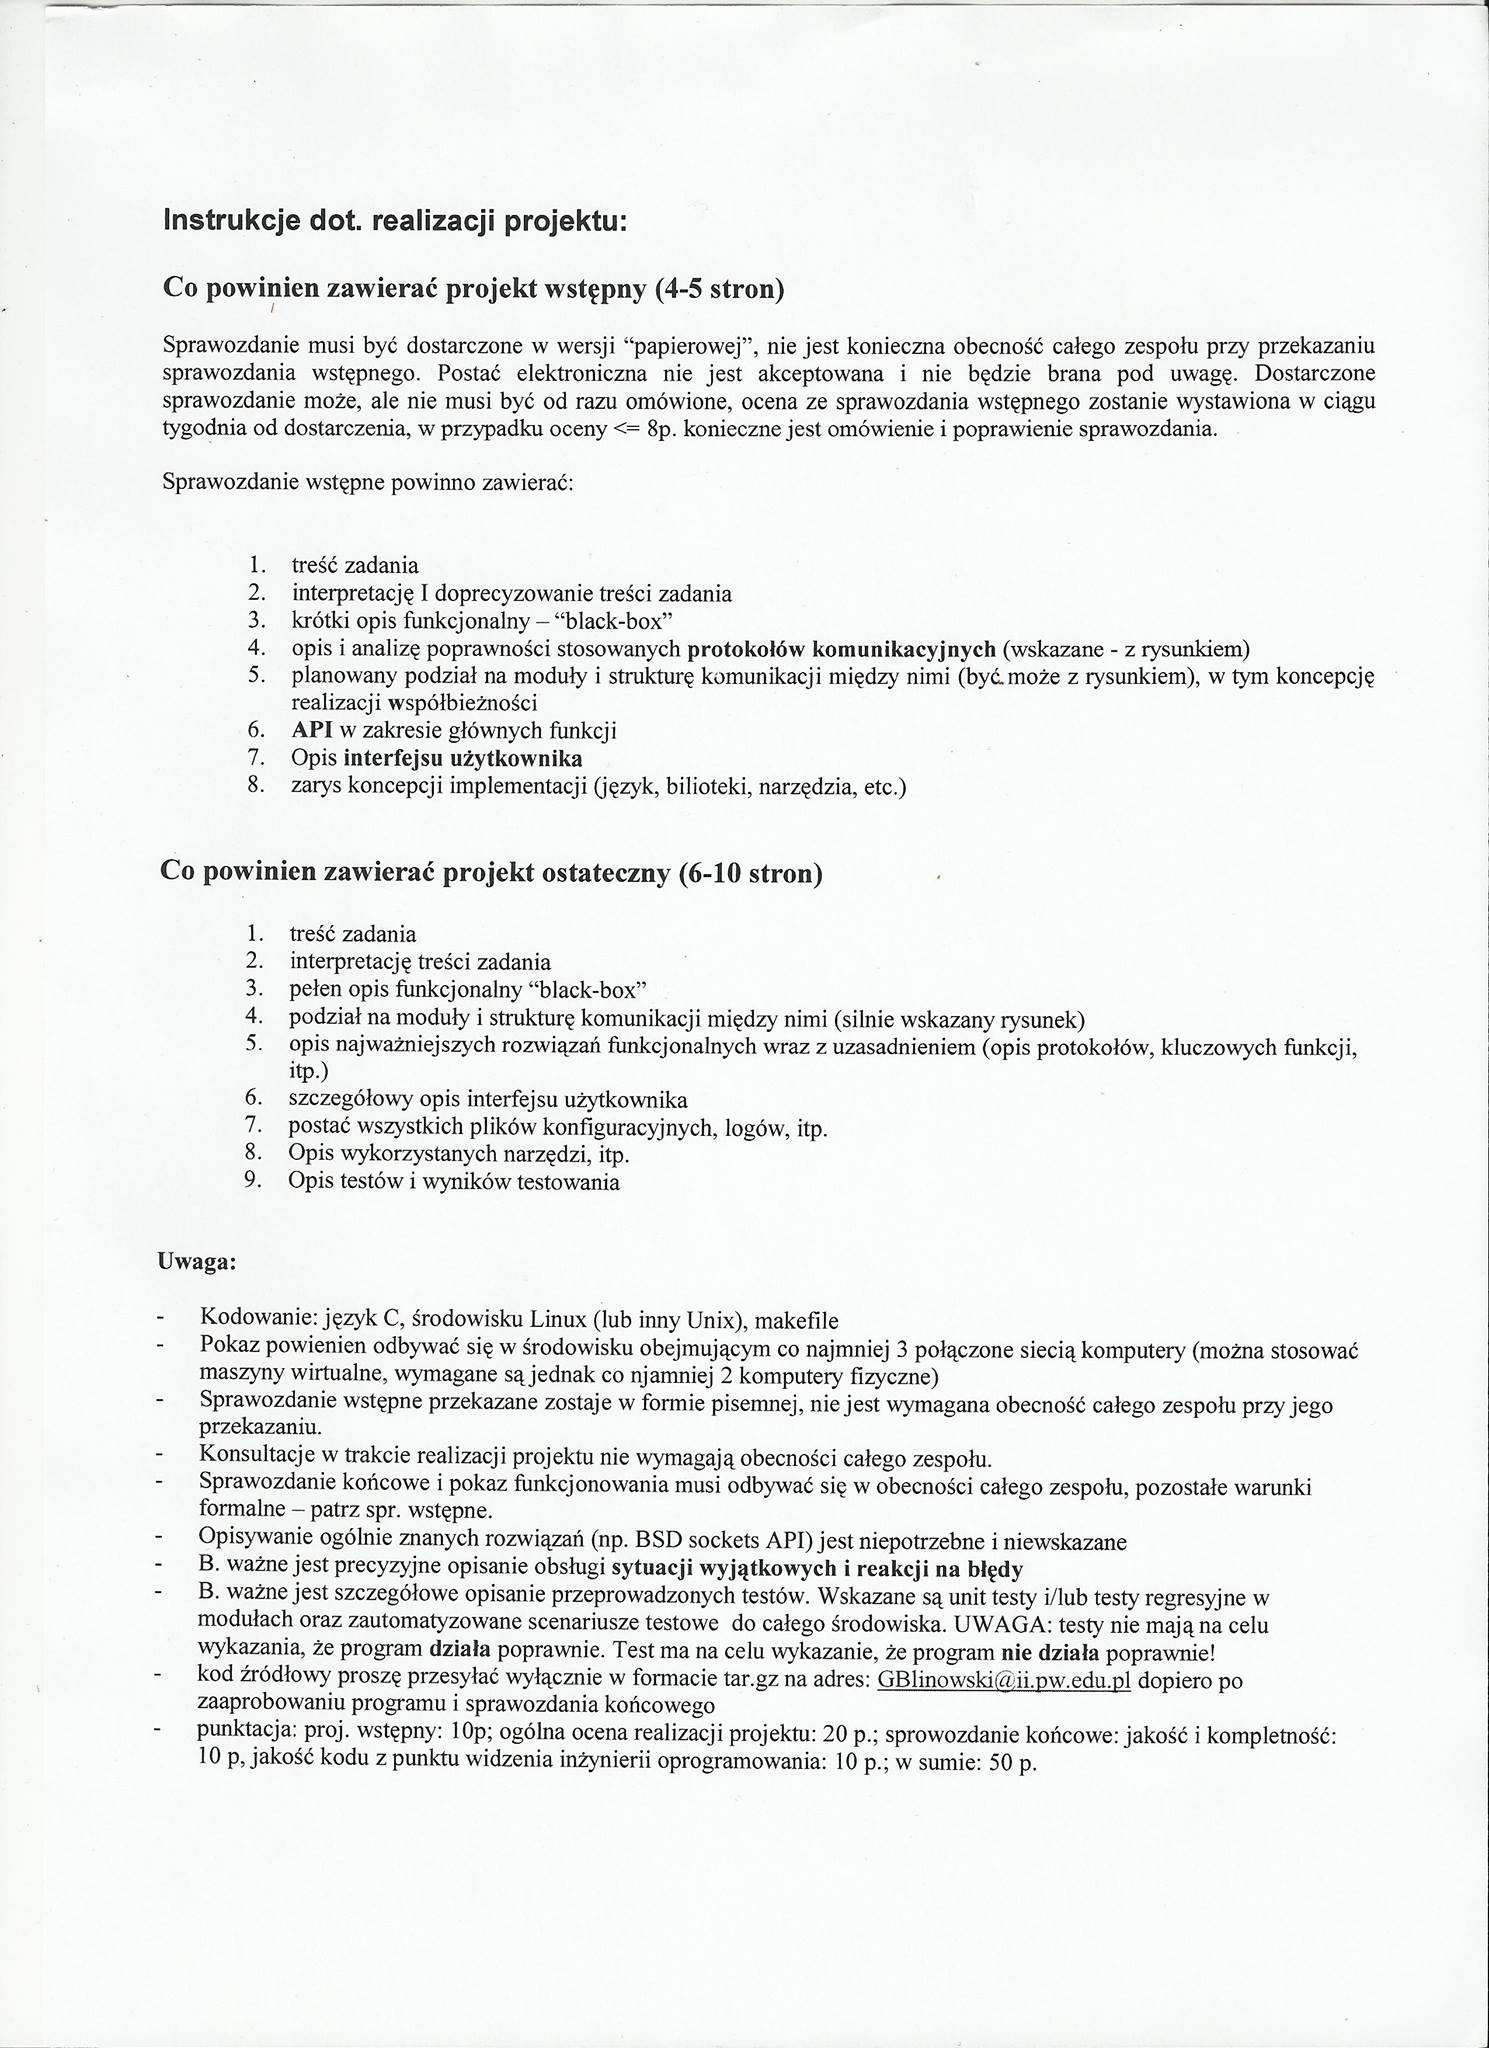 Instrukcje dot. realizacji projektu:
Co powinien zawierać projekt wstępny (4-5 stron)
Sprawozdanie musi być dostarczone w wersji “papierowej”, nie jest konieczna obecność całego zespołu przy przekazaniu
sprawozdania wstępnego. Postać elektroniczna nie jest akceptowana i nie będzie brana pod uwagę. Dostarczone
sprawozdanie może, ale nie musi być od razu omówione, ocena ze sprawozdania wstępnego zostanie wystawiona w ciągu
tygodnia od dostarczenia, w przypadku oceny <= 8p. konieczne jest omówienie i poprawienie sprawozdania.
Sprawozdanie wstępne powinno zawierać:
1. treść zadania
2. interpretację I doprecyzowanie treści zadania
3. krótki opis funkcjonalny – “black-box”
4. opis i analizę poprawności stosowanych protokołów komunikacyjnych (wskazane - z rysunkiem)
5. planowany podział na moduły i strukturę komunikacji między nimi (być może z rysunkiem), w tym koncepcję
realizacji współbieżności
6. API w zakresie głównych funkcji
7. Opis interfejsu użytkownika
8. zarys koncepcji implementacji (język, bilioteki, narzędzia, etc.)
Co powinien zawierać projekt ostateczny (6-10 stron)
1. treść zadania
2. interpretację treści zadania
3. pełen opis funkcjonalny “black-box”
4. podział na moduły i strukturę komunikacji między nimi (silnie wskazany rysunek)
5. opis najważniejszych rozwiązań funkcjonalnych wraz z uzasadnieniem (opis protokołów, kluczowych funkcji,
itp.)
6. szczegółowy opis interfejsu użytkownika
7. postać wszystkich plików konfiguracyjnych, logów, itp.
8. Opis wykorzystanych narzędzi, itp.
9. Opis testów i wyników testowania
Uwaga:
- Kodowanie: język C, środowisku Linux (lub inny Unix), makefile
- Pokaz powienien odbywać się w środowisku obejmującym co najmniej 3 połączone siecią komputery (można stosować
maszyny wirtualne, wymagane są jednak co njamniej 2 komputery fizyczne)
- Sprawozdanie wstępne przekazane zostaje w formie pisemnej, nie jest wymagana obecność całego zespołu przy jego
przekazaniu.
- Konsultacje w trakcie realizacji projektu nie wymagają obecności całego zespołu.
- Sprawozdanie końcowe i pokaz funkcjonowania musi odbywać się w obecności całego zespołu, pozostałe warunki
formalne – patrz spr. wstępne.
- Opisywanie ogólnie znanych rozwiązań (np. BSD sockets API) jest niepotrzebne i niewskazane
- B. ważne jest precyzyjne opisanie obsługi sytuacji wyjątkowych i reakcji na błędy
- B. ważne jest szczegółowe opisanie przeprowadzonych testów. Wskazane są unit testy i/lub testy regresyjne w
modułach oraz zautomatyzowane scenariusze testowe do całego środowiska. UWAGA: testy nie mają na celu
wykazania, że program działa poprawnie. Test ma na celu wykazanie, że program nie działa poprawnie!
- kod źródłowy proszę przesyłać wyłącznie w formacie tar.gz na adres: GBlinowski@ii.pw.edu.pl dopiero po
zaaprobowaniu programu i sprawozdania końcowego
- punktacja: proj. wstępny: 10p; ogólna ocena realizacji projektu: 20 p.; sprowozdanie końcowe: jakość i kompletność:
10 p, jakość kodu z punktu widzenia inżynierii oprogramowania: 10 p.; w sumie: 50 p.